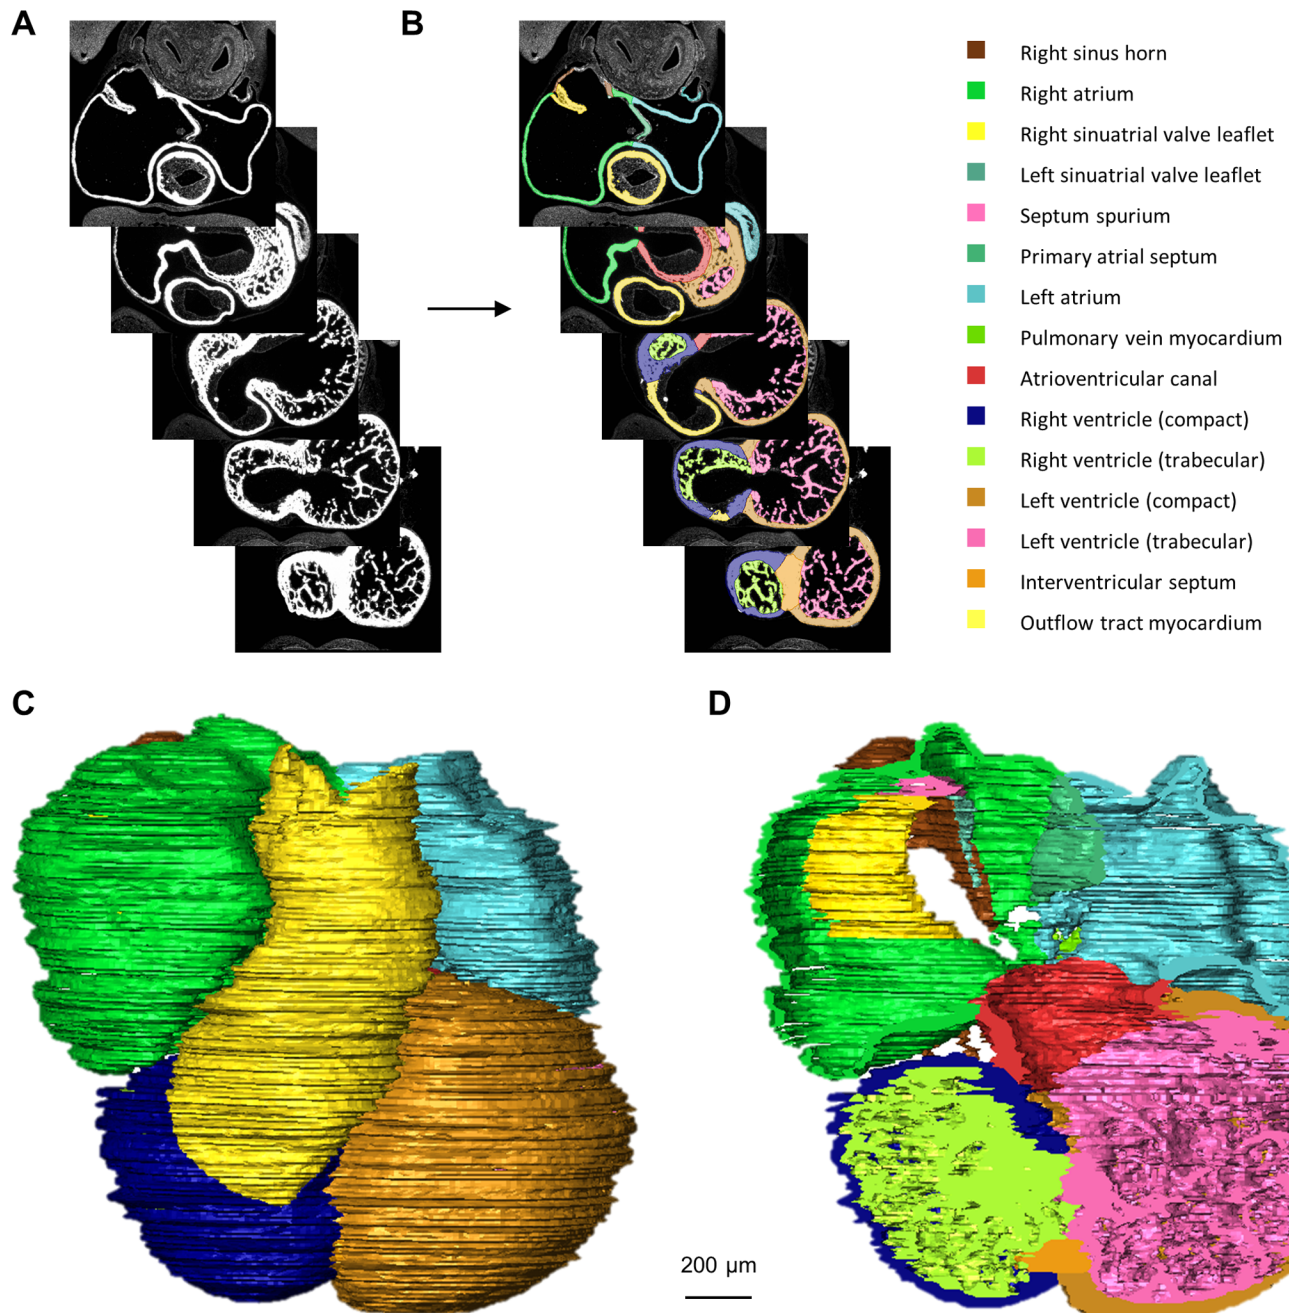 A
B
Right sinus horn
Right atrium
Right sinuatrial valve leaflet
Left sinuatrial valve leaflet
Septum spurium
Primary atrial septum
Left atrium
Pulmonary vein myocardium
Atrioventricular canal
Right ventricle (compact)
Right ventricle (trabecular)
Left ventricle (compact)
Left ventricle (trabecular)
Interventricular septum
Outflow tract myocardium
C
D
200 μm